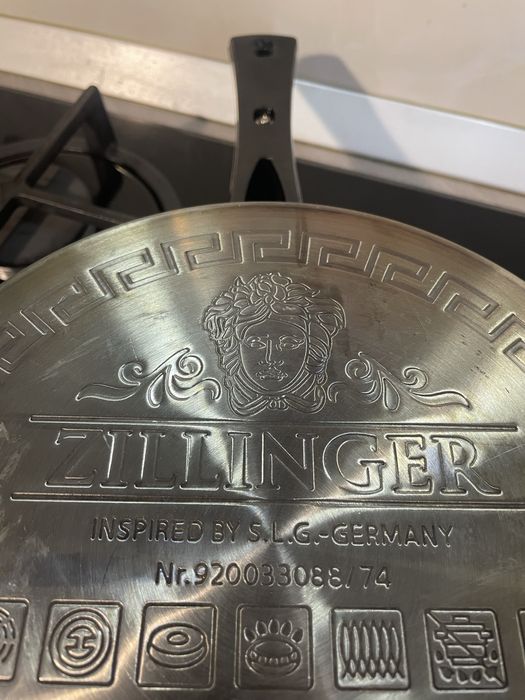 ZILLINGER
INSPIRED BY S.L.G.-GERMANY
Nr.920033088/74